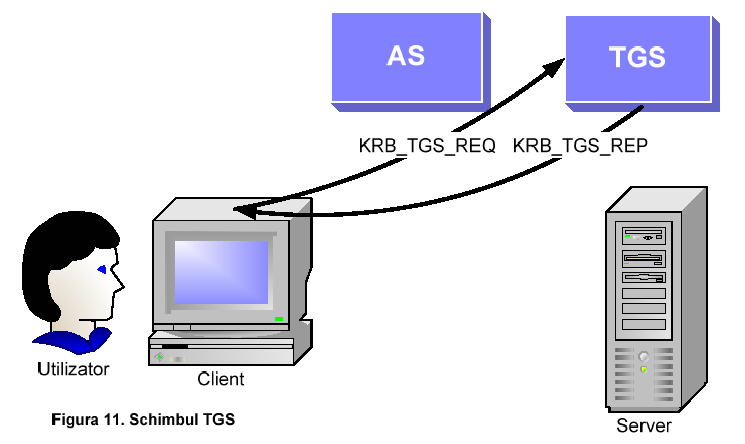 AS
TGS
KRB_TGS_REQ KRB_TGS_REP
Utilizator
Client
Figura 11. Schimbul TGS
Server